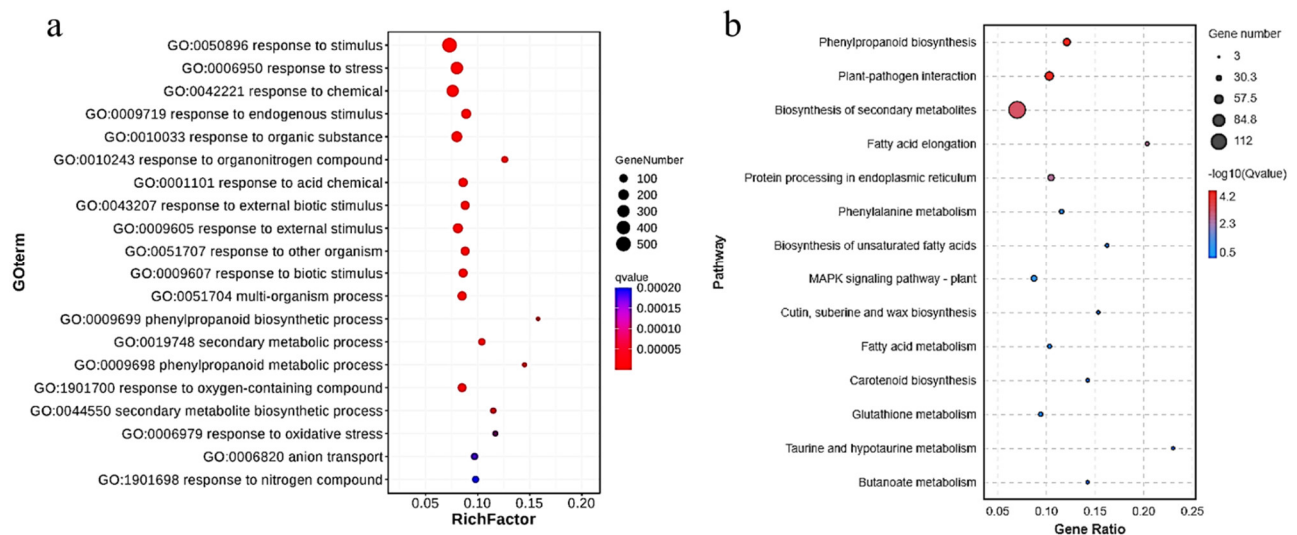 a
GO:0050896 response to stimulus
GO:0006950 response to stress
GO:0042221 response to chemical
GO:0009719 response to endogenous stimulus
GO:0010033 response to organic substance
GO:0010243 response to organonitrogen compound
GO:0001101 response to acid chemical
GO:0043207 response to external biotic stimulus
GO:0009605 response to external stimulus
GO:0051707 response to other organism
GO:0009607 response to biotic stimulus
GO:0051704 multi-organism process
GO:0009699 phenylpropanoid biosynthetic process
GO:0019748 secondary metabolic process
GO:0009698 phenylpropanoid metabolic process
GO:1901700 response to oxygen-containing compound
GO:0044550 secondary metabolite biosynthetic process
GO:0006979 response to oxidative stress
GO:0006820 anion transport
GO:1901698 response to nitrogen compound
GOterm
0.05 0.10 0.15 0.20
RichFactor
GeneNumber
100
200
300
400
500
qvalue
0.00020
0.00015
0.00010
0.00005
b
Phenylpropanoid biosynthesis
Plant-pathogen interaction
Biosynthesis of secondary metabolites
Fatty acid elongation
Protein processing in endoplasmic reticulum
Phenylalanine metabolism
Biosynthesis of unsaturated fatty acids
MAPK signaling pathway - plant
Cutin, suberine and wax biosynthesis
Fatty acid metabolism
Carotenoid biosynthesis
Glutathione metabolism
Taurine and hypotaurine metabolism
Butanoate metabolism
Pathway
0.05 0.10 0.15 0.20 0.25
Gene Ratio
Gene number
3
30.3
57.5
84.8
112
-log10(Qvalue)
4.2
2.3
0.5